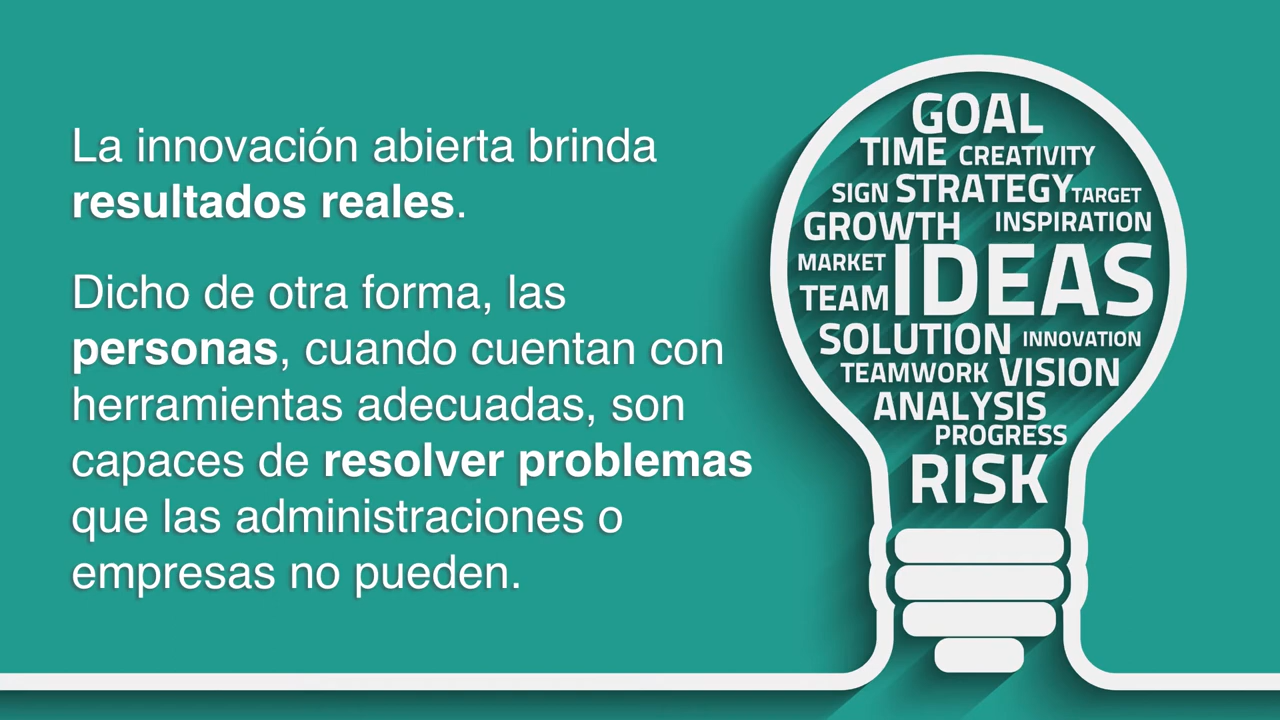 La innovación abierta brinda
resultados reales.
Dicho de otra forma, las
personas, cuando cuentan con
herramientas adecuadas, son
capaces de resolver problemas
que las administraciones o
empresas no pueden.
GOAL
TIME CREATIVITY
SIGN STRATEGY TARGET
GROWTH INSPIRATION
MARKET IDEAS
TEAM
SOLUTION INNOVATION
TEAMWORK VISION
ANALYSIS
PROGRESS
RISK